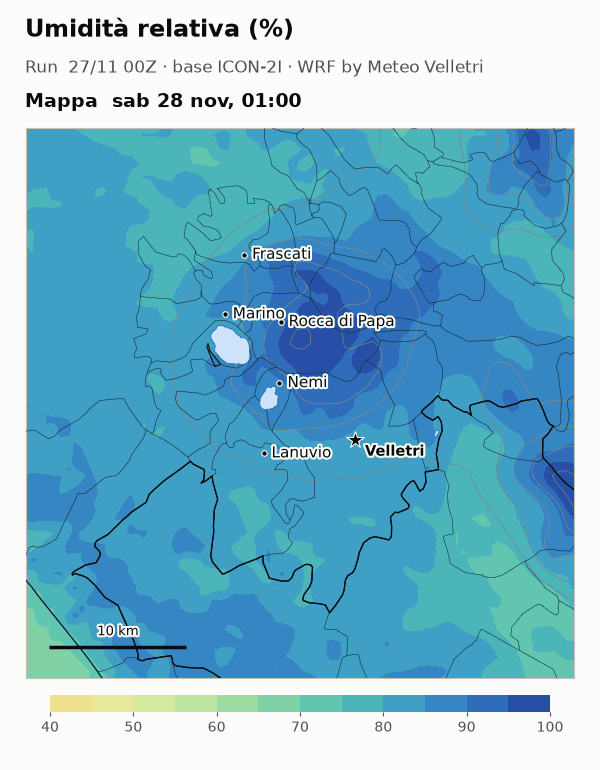 Umidità relativa (%)
Run  27/11 00Z · base ICON-2I · WRF by Meteo Velletri
Mappa  sab 28 nov, 01:00
Frascati
Marino
Rocca di Papa
Nemi
Velletri
Lanuvio
10 km
40 50 60 70 80 90 100